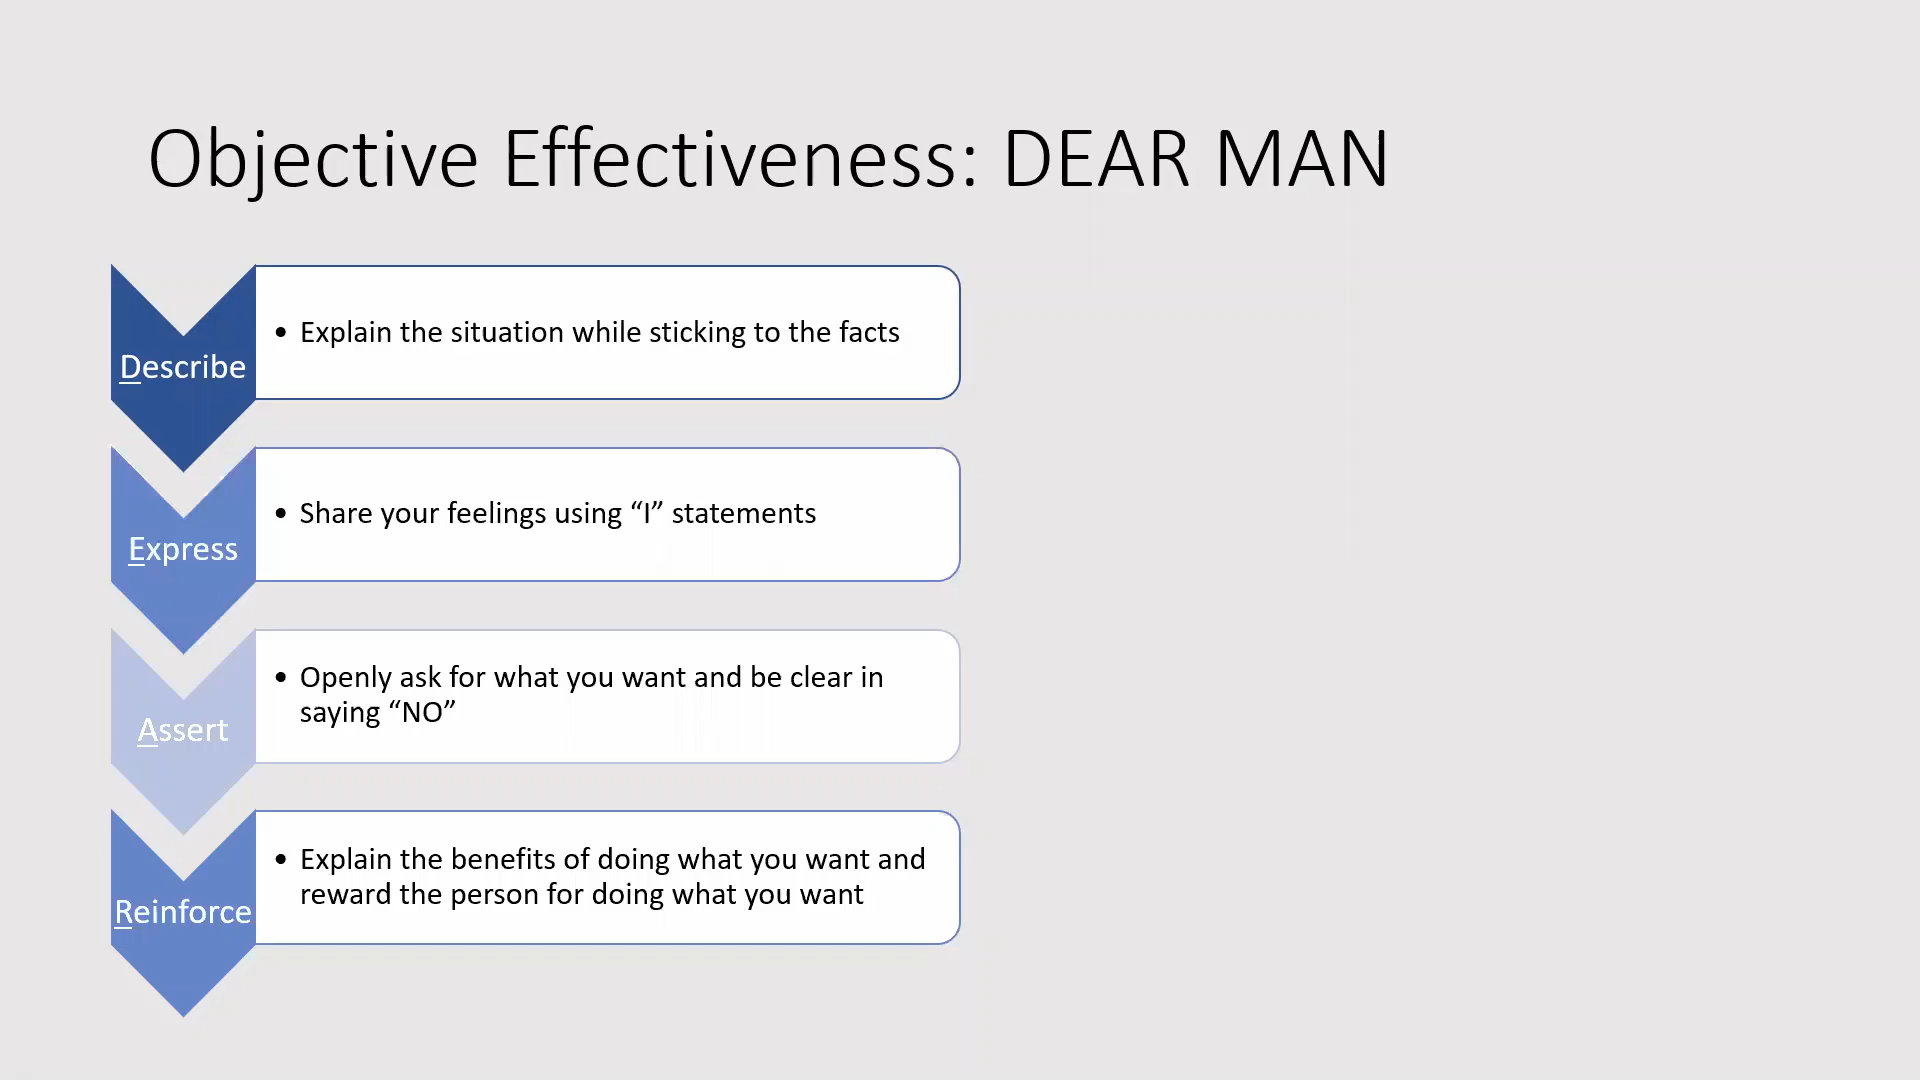 Objective Effectiveness: DEAR MAN
Describe
• Explain the situation while sticking to the facts
Express
• Share your feelings using “I” statements
Assert
• Openly ask for what you want and be clear in
saying “NO”
Reinforce
• Explain the benefits of doing what you want and
reward the person for doing what you want